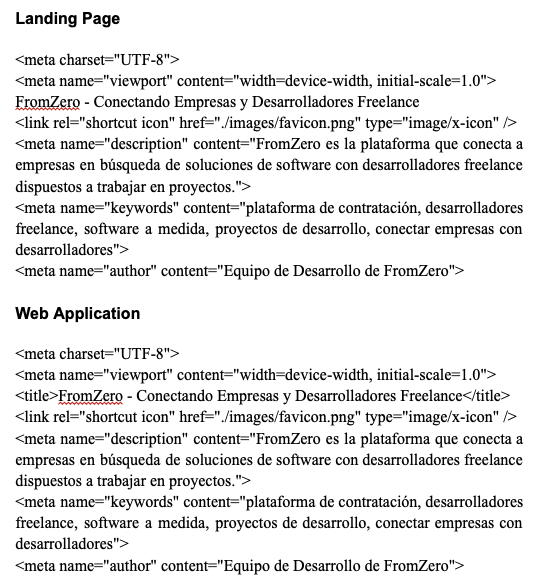 Landing Page
<meta charset="UTF-8">
<meta name="viewport" content="width=device-width, initial-scale=1.0">
FromZero - Conectando Empresas y Desarrolladores Freelance
<link rel="shortcut icon" href="./images/favicon.png" type="image/x-icon" />
<meta name="description" content="FromZero es la plataforma que conecta a
empresas en búsqueda de soluciones de software con desarrolladores freelance
dispuestos a trabajar en proyectos.">
<meta name="keywords" content="plataforma de contratación, desarrolladores
freelance, software a medida, proyectos de desarrollo, conectar empresas con
desarrolladores">
<meta name="author" content="Equipo de Desarrollo de FromZero">
Web Application
<meta charset="UTF-8">
<meta name="viewport" content="width=device-width, initial-scale=1.0">
<title>FromZero - Conectando Empresas y Desarrolladores Freelance</title>
<link rel="shortcut icon" href="./images/favicon.png" type="image/x-icon" />
<meta name="description" content="FromZero es la plataforma que conecta a
empresas en búsqueda de soluciones de software con desarrolladores freelance
dispuestos a trabajar en proyectos.">
<meta name="keywords" content="plataforma de contratación, desarrolladores
freelance, software a medida, proyectos de desarrollo, conectar empresas con
desarrolladores">
<meta name="author" content="Equipo de Desarrollo de FromZero">